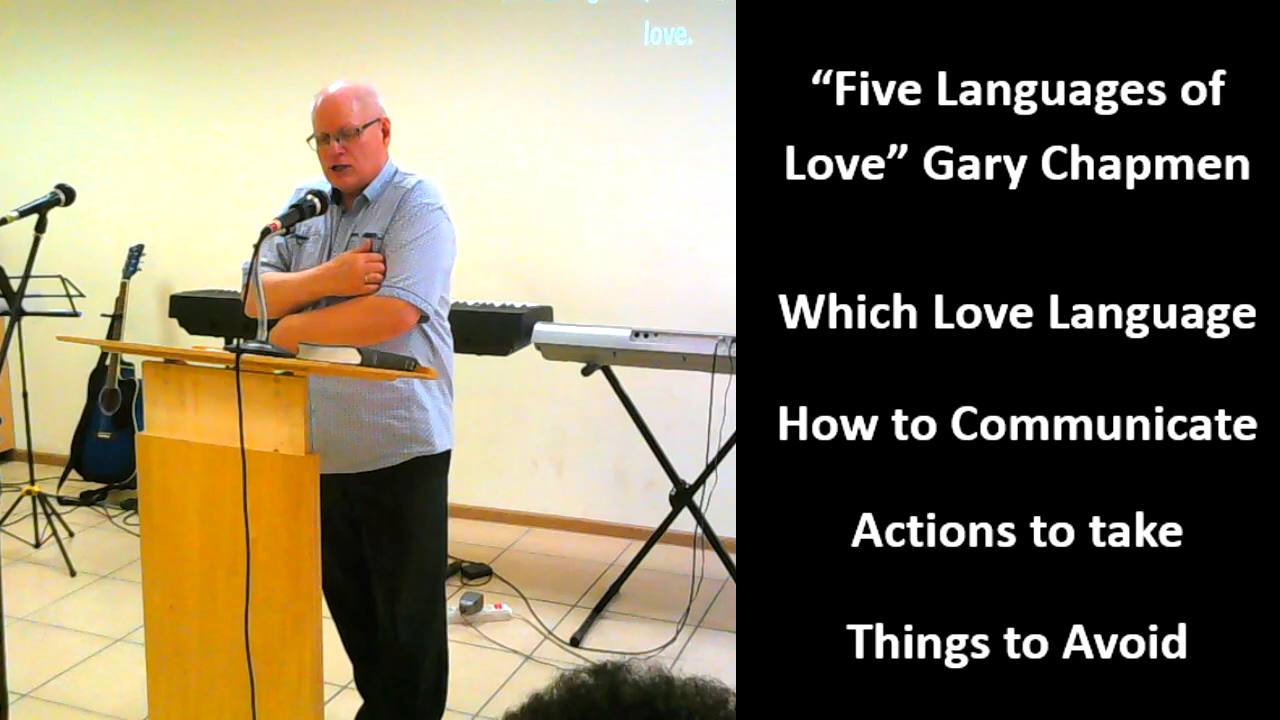 love.
“Five Languages of
Love” Gary Chapmen
Which Love Language
How to Communicate
Actions to take
Things to Avoid